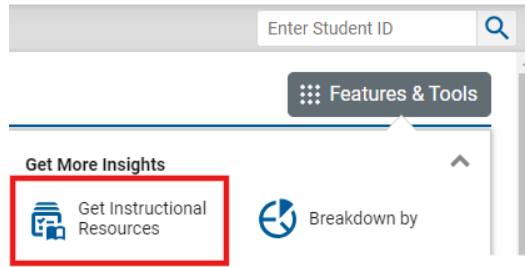 Enter Student ID
Features & Tools
Get More Insights
Get Instructional
Resources
Breakdown by